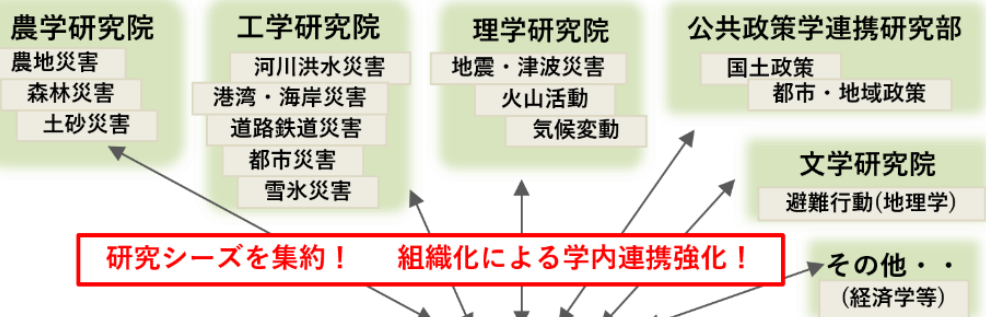 農学研究院
農地災害
森林災害
土砂災害
工学研究院
河川洪水災害
港湾・海岸災害
道路鉄道災害
都市災害
雪氷災害
理学研究院
地震・津波災害
火山活動
気候変動
公共政策学連携研究部
国土政策
都市・地域政策
文学研究院
避難行動(地理学)
研究シーズを集約！ 組織化による学内連携強化！
その他・・
(経済学等)